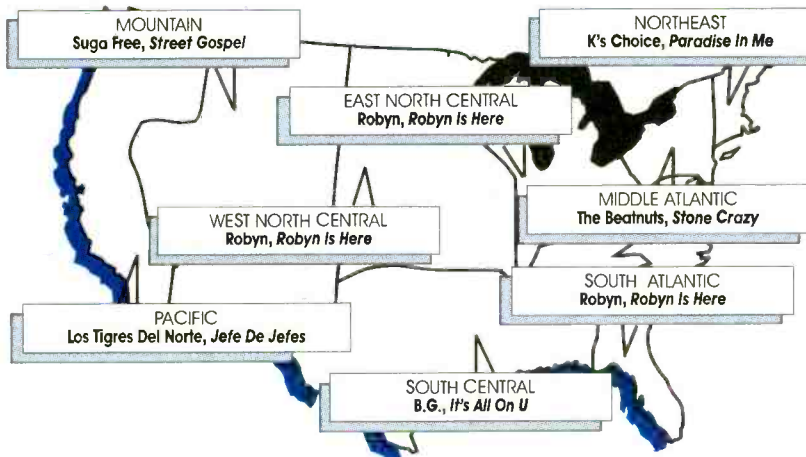 MOUNTAIN
Suga Free, Street Gospel
NORTHEAST
K's Choice, Paradise In Me
EAST NORTH CENTRAL
Robyn, Robyn Is Here
WEST NORTH CENTRAL
Robyn, Robyn Is Here
MIDDLE ATLANTIC
The Beatnuts, Stone Crazy
SOUTH ATLANTIC
Robyn, Robyn Is Here
PACIFIC
Los Tigres Del Norte, Jefe De Jefes
SOUTH CENTRAL
B.G., It's All On U